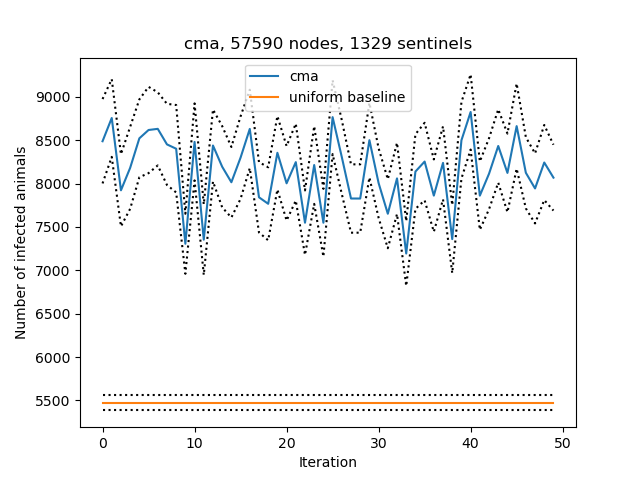 cma, 57590 nodes, 1329 sentinels
cma
uniform baseline
Number of infected animals
9000
8500
8000
7500
7000
6500
6000
5500
0
10
20
30
40
50
Iteration